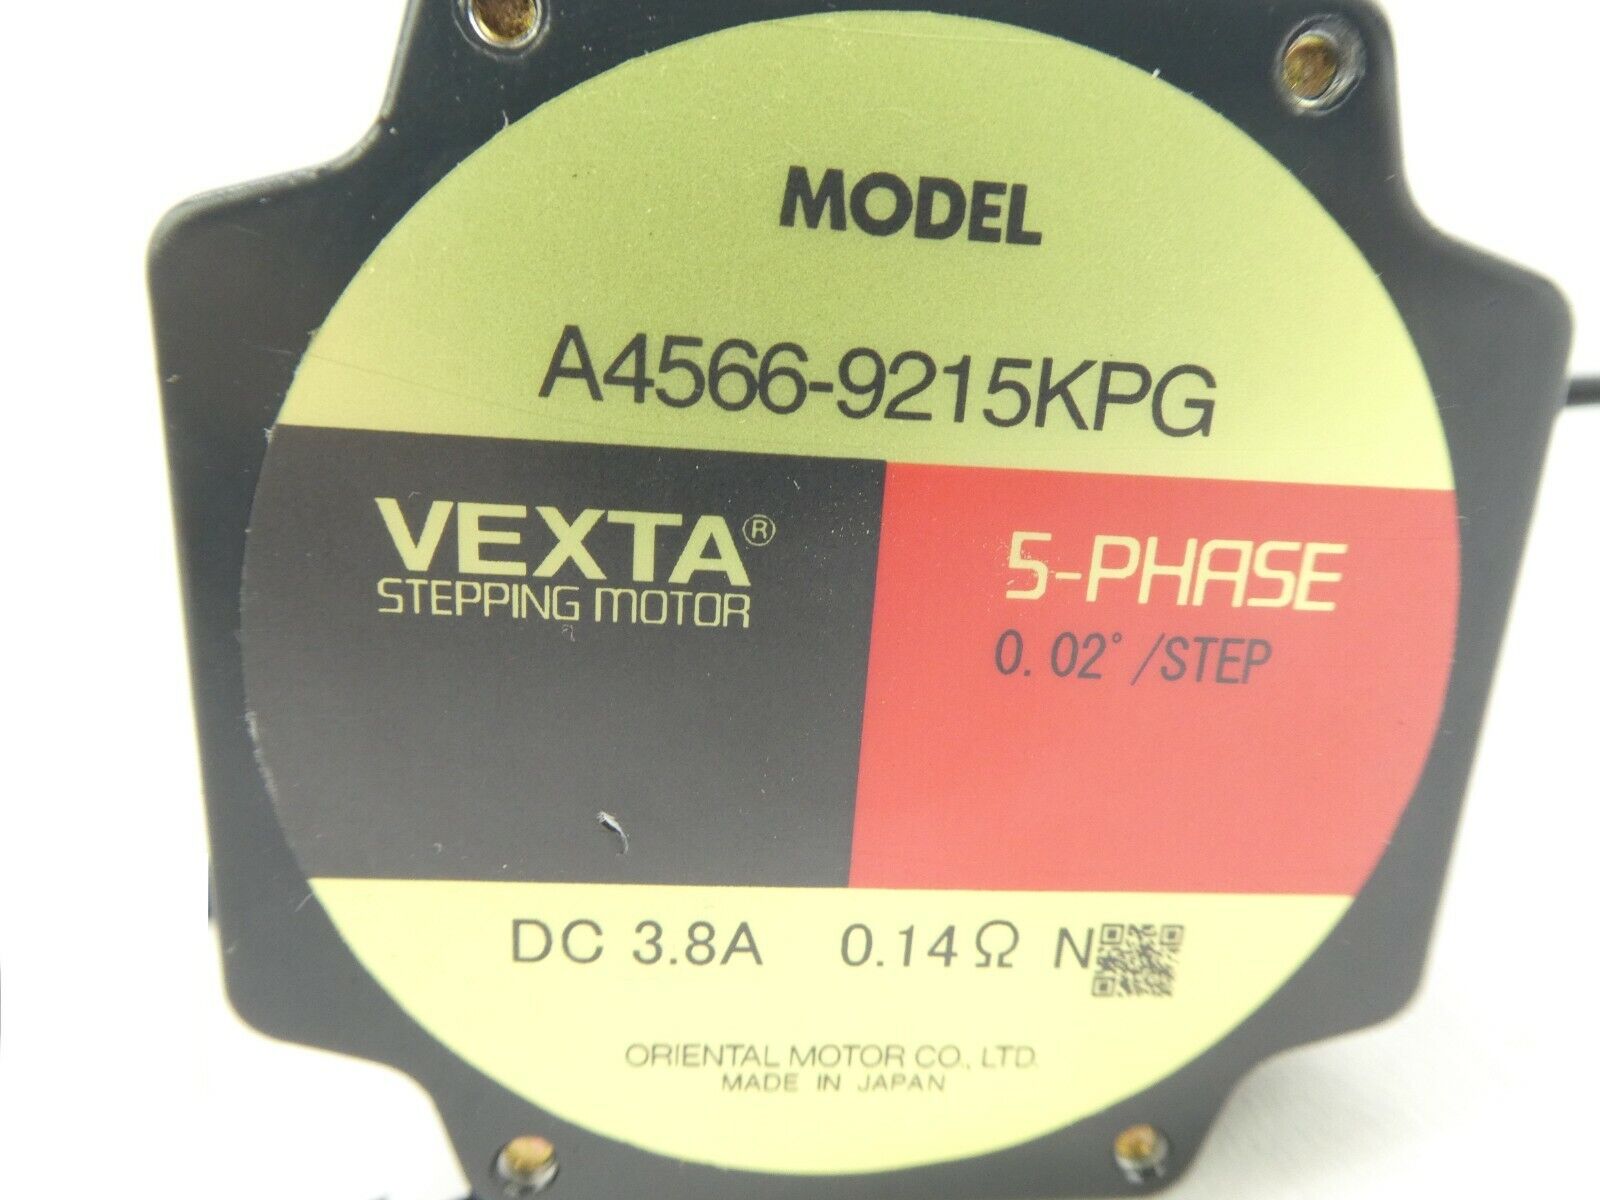 MODEL
A4566-9215KPG
VEXTA®
STEPPING MOTOR
5-PHASE
0.02°/STEP
DC 3.8A 0.14Ω N
ORIENTAL MOTOR CO., LTD.
MADE IN JAPAN